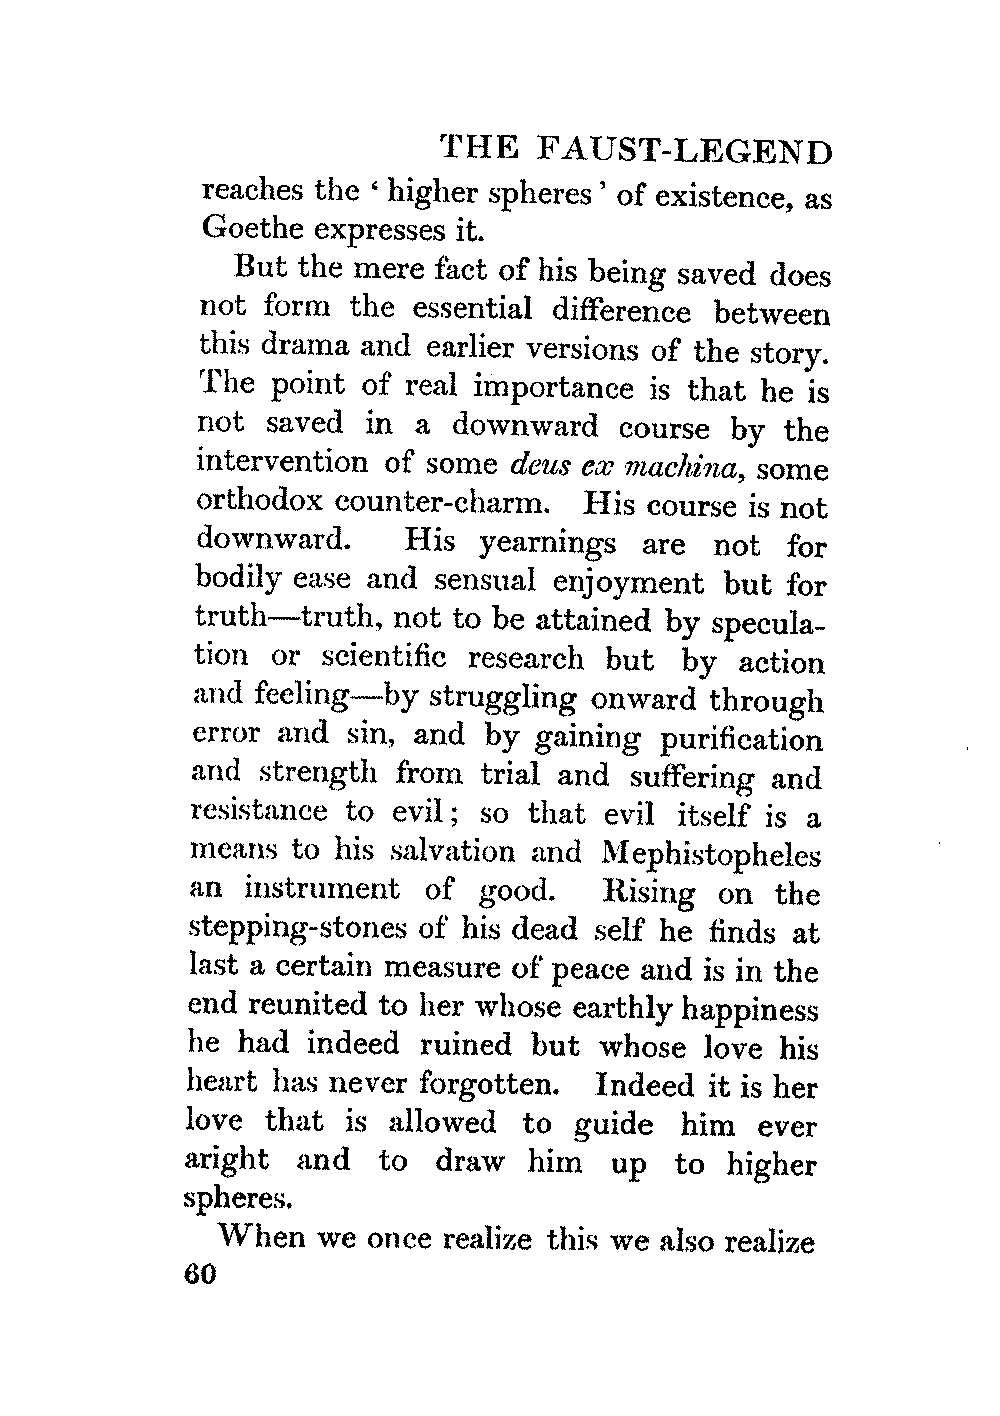 THE FAUST-LEGEND
reaches the ‘ higher spheres ’ of existence, as
Goethe expresses it.
But the mere fact of his being saved does
not form the essential difference between
this drama and earlier versions of the story.
The point of real importance is that he is
not saved in a downward course by the
intervention of some deus ex machina, some
orthodox counter-charm. His course is not
downward. His yearnings are not for
bodily ease and sensual enjoyment but for
truth—truth, not to be attained by specula-
tion or scientific research but by action
and feeling—by struggling onward through
error and sin, and by gaining purification
and strength from trial and suffering and
resistance to evil; so that evil itself is a
means to his salvation and Mephistopheles
an instrument of good. Rising on the
stepping-stones of his dead self he finds at
last a certain measure of peace and is in the
end reunited to her whose earthly happiness
he had indeed ruined but whose love his
heart has never forgotten. Indeed it is her
love that is allowed to guide him ever
aright and to draw him up to higher
spheres.
When we once realize this we also realize
60